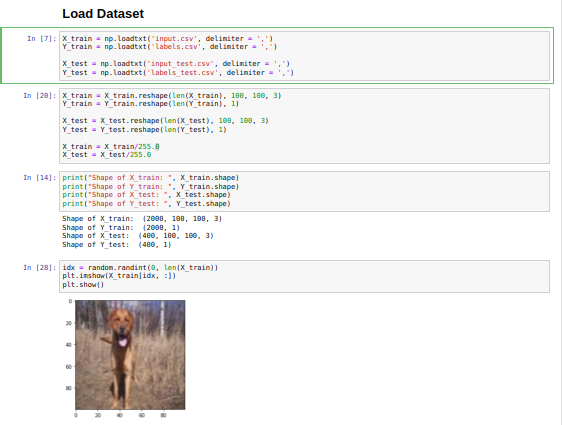 Load Dataset
In [7]: X_train = np.loadtxt('input.csv', delimiter = ',')
Y_train = np.loadtxt('labels.csv', delimiter = ',')
X_test = np.loadtxt('input_test.csv', delimiter = ',')
Y_test = np.loadtxt('labels_test.csv', delimiter = ',')
In [20]: X_train = X_train.reshape(len(X_train), 100, 100, 3)
Y_train = Y_train.reshape(len(Y_train), 1)
X_test = X_test.reshape(len(X_test), 100, 100, 3)
Y_test = Y_test.reshape(len(Y_test), 1)
X_train = X_train/255.0
X_test = X_test/255.0
In [14]: print("Shape of X_train: ", X_train.shape)
print("Shape of Y_train: ", Y_train.shape)
print("Shape of X_test: ", X_test.shape)
print("Shape of Y_test: ", Y_test.shape)
Shape of X_train:  (2000, 100, 100, 3)
Shape of Y_train:  (2000, 1)
Shape of X_test:  (400, 100, 100, 3)
Shape of Y_test:  (400, 1)
In [28]: idx = random.randint(0, len(X_train))
plt.imshow(X_train[idx, :])
plt.show()
0
20
40
60
80
0 20 40 60 80